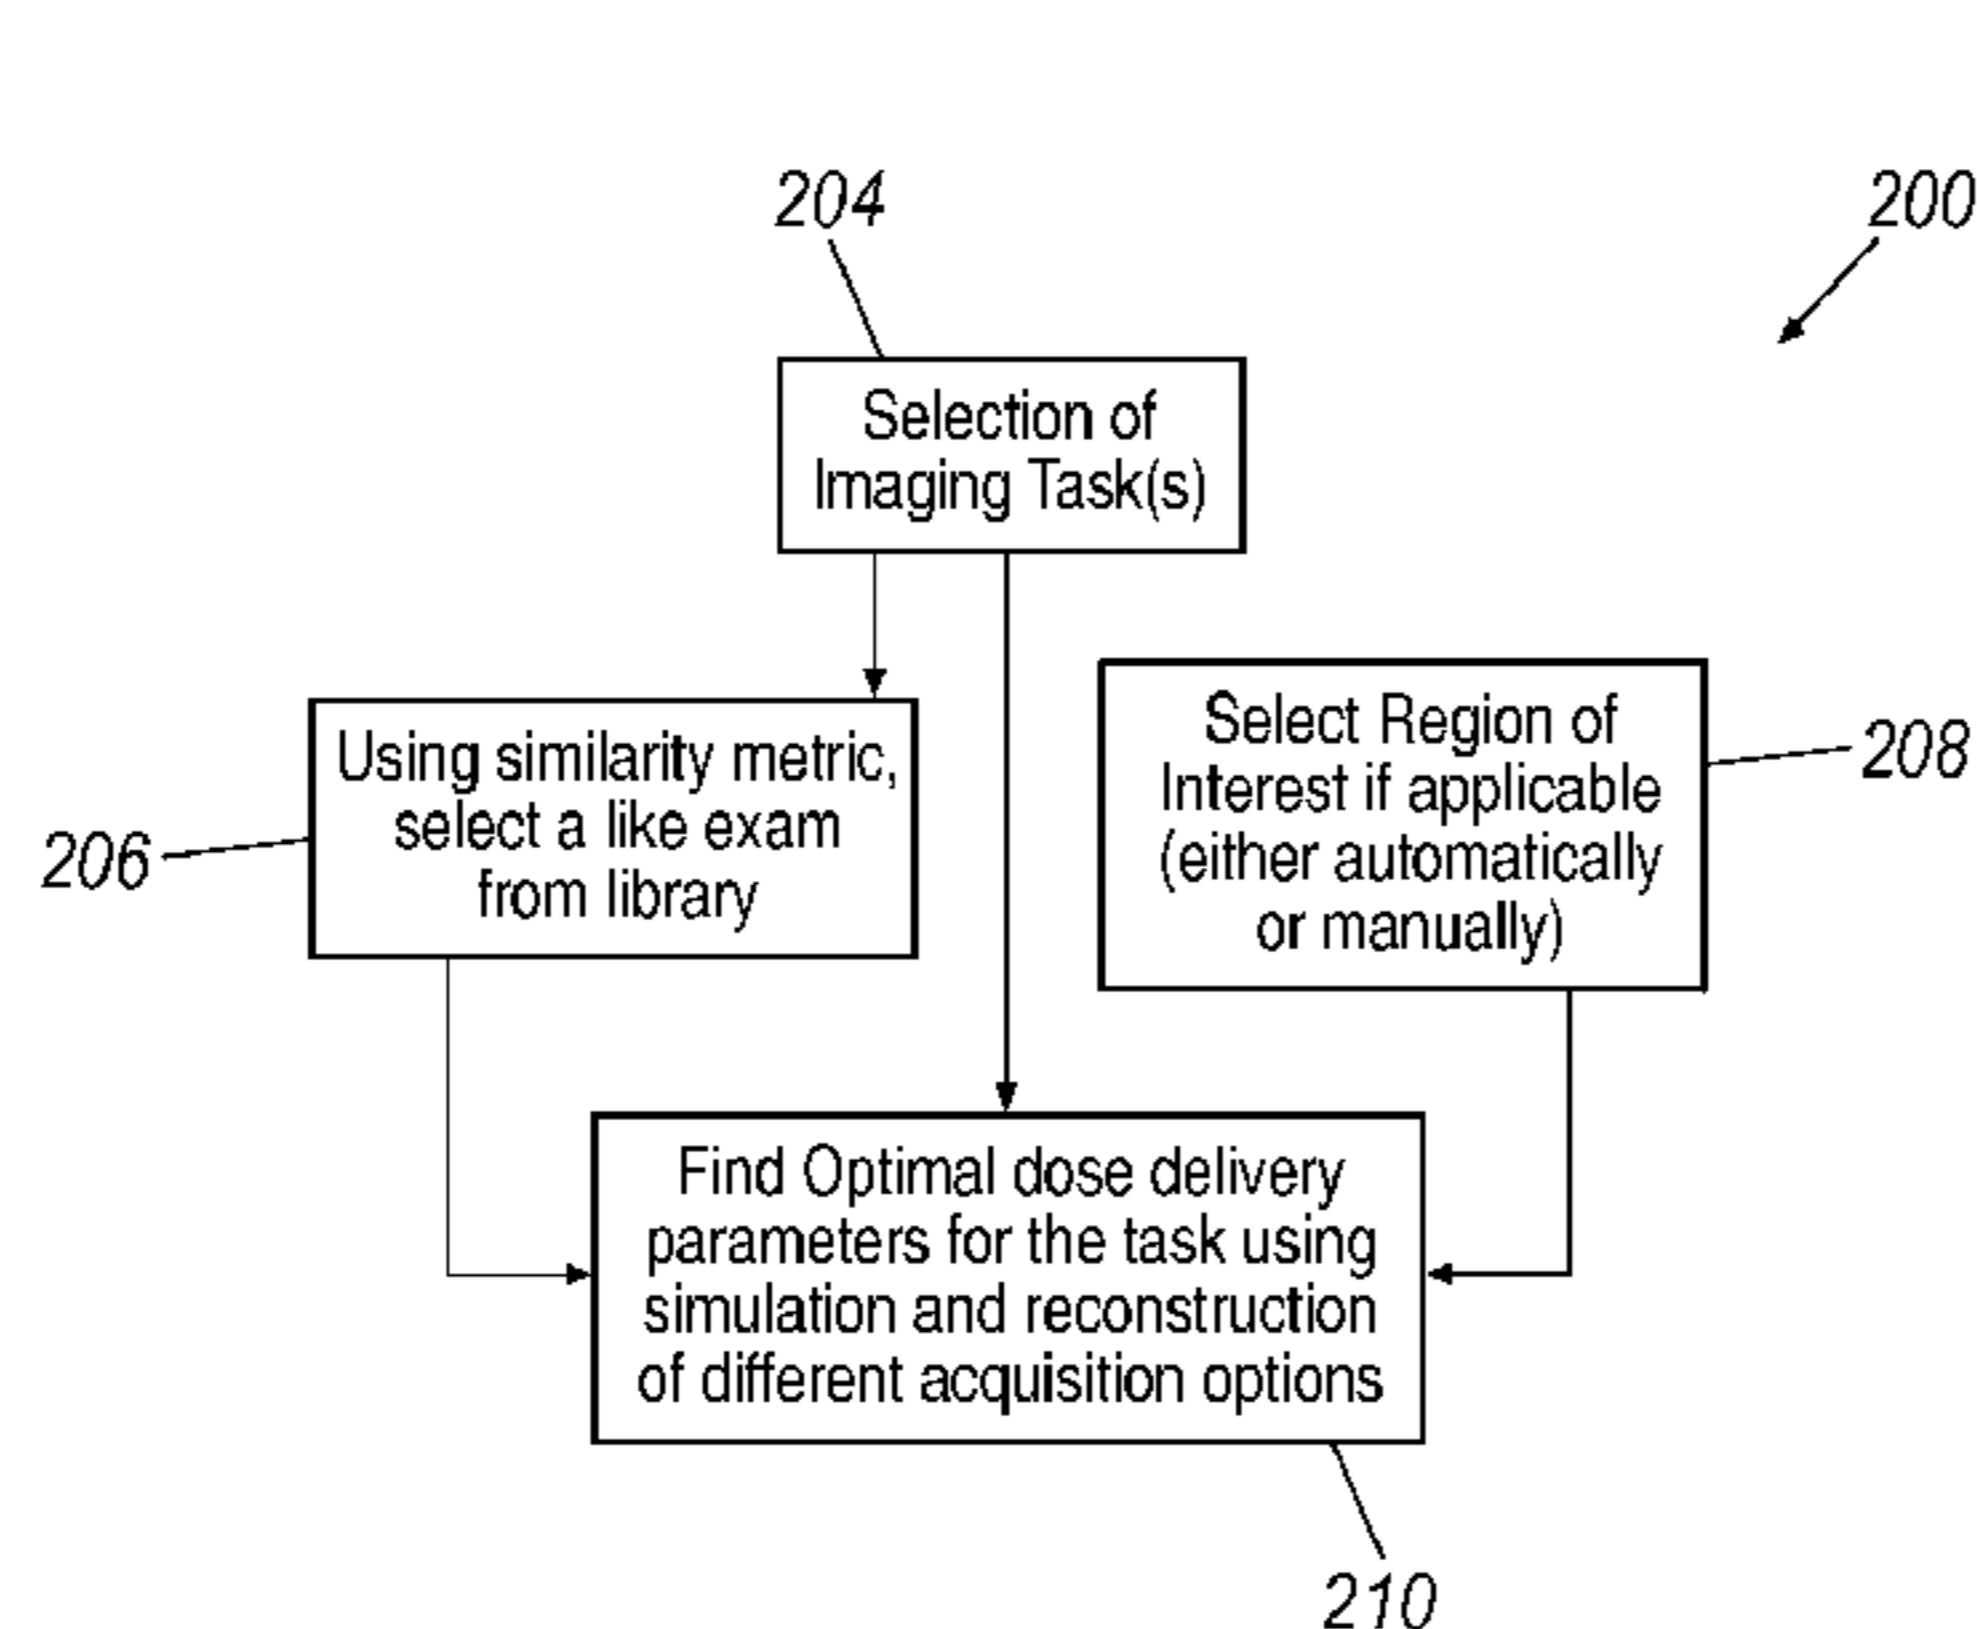 204
200
Selection of
Imaging Task(s)
Using similarity metric,
select a like exam
from library
206
Select Region of
Interest if applicable
(either automatically
or manually)
208
Find Optimal dose delivery
parameters for the task using
simulation and reconstruction
of different acquisition options
210